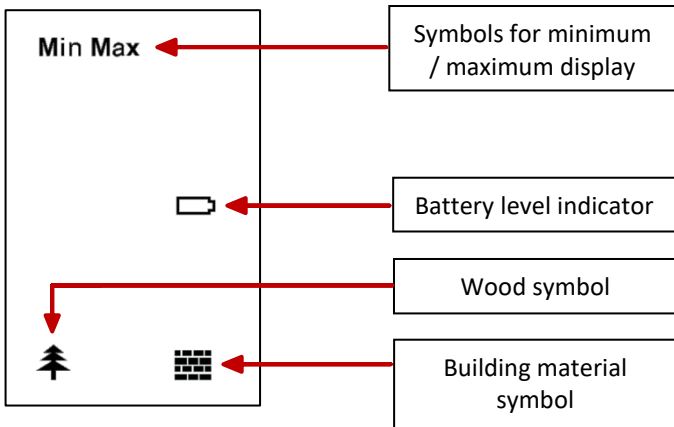 Min Max
Symbols for minimum
/ maximum display
Battery level indicator
Wood symbol
Building material
symbol